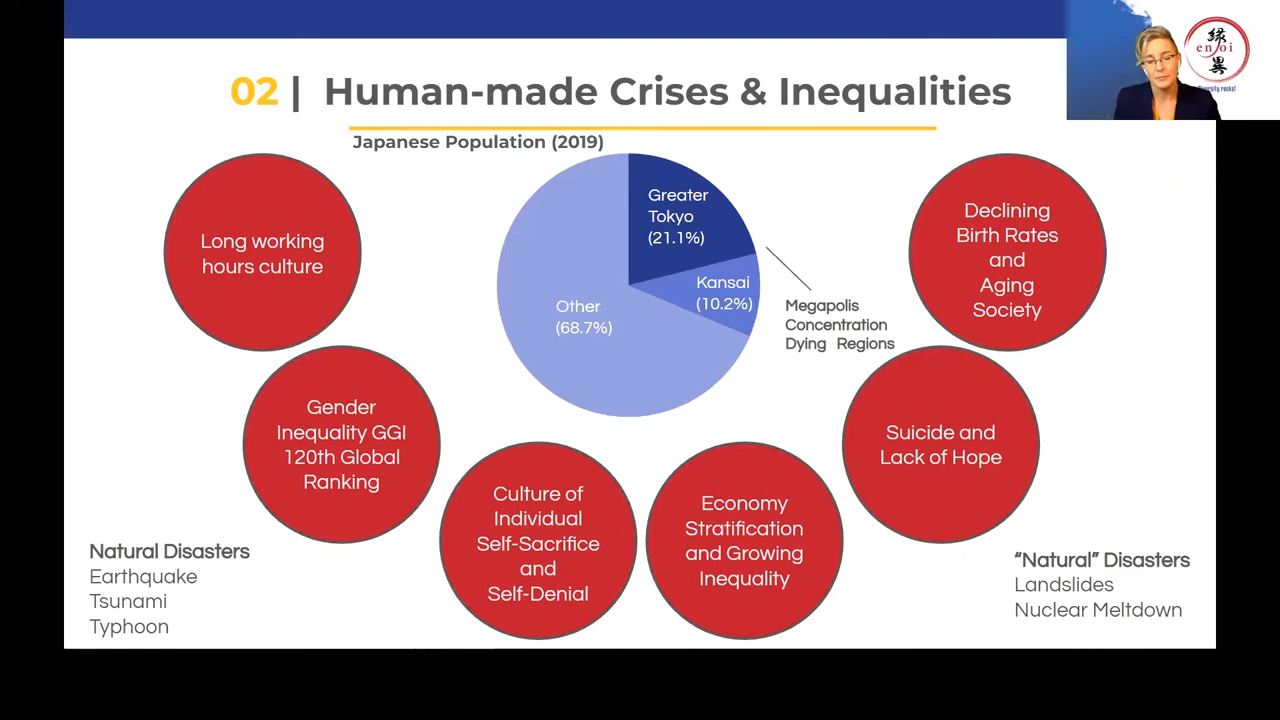 02 | Human-made Crises & Inequalities
Japanese Population (2019)
Greater
Tokyo
(21.1%)
Kansai
(10.2%)
Other
(68.7%)
Megapolis
Concentration
Dying Regions
Long working
hours culture
Gender
Inequality GGI
120th Global
Ranking
Culture of
Individual
Self-Sacrifice
and
Self-Denial
Economy
Stratification
and Growing
Inequality
Suicide and
Lack of Hope
Declining
Birth Rates
and
Aging
Society
Natural Disasters
Earthquake
Tsunami
Typhoon
“Natural” Disasters
Landslides
Nuclear Meltdown
縁
enjoi
異